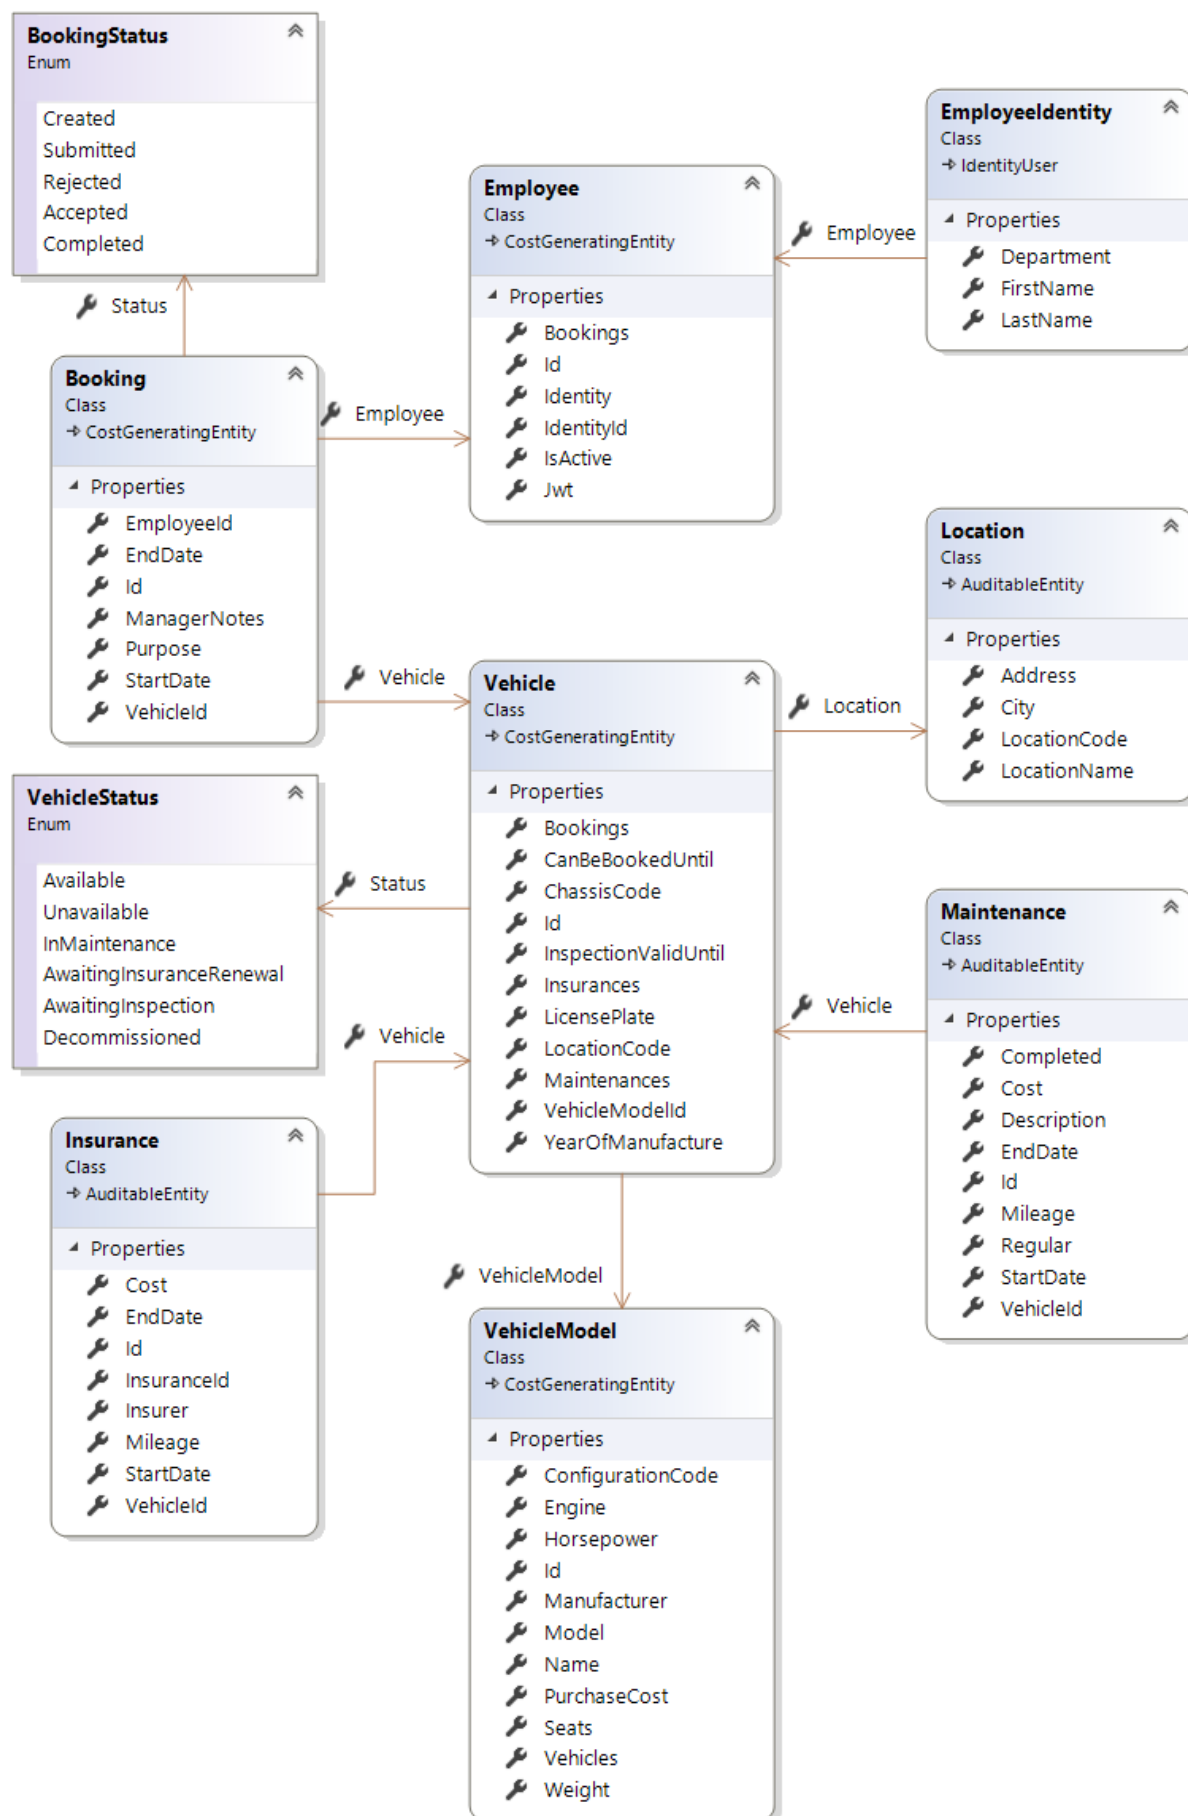 BookingStatus
Enum
Created
Submitted
Rejected
Accepted
Completed
Status
Booking
Class
CostGeneratingEntity
Properties
EmployeeId
EndDate
Id
ManagerNotes
Purpose
StartDate
VehicleId
Employee
Vehicle
Employee
Class
CostGeneratingEntity
Properties
Bookings
Id
Identity
IdentityId
IsActive
Jwt
Employee
EmployeeIdentity
Class
IdentityUser
Properties
Department
FirstName
LastName
Location
Class
AuditableEntity
Properties
Address
City
LocationCode
LocationName
Location
Vehicle
Class
CostGeneratingEntity
Properties
Bookings
CanBeBookedUntil
ChassisCode
Id
InspectionValidUntil
Insurances
LicensePlate
LocationCode
Maintenances
VehicleModelId
YearOfManufacture
Status
VehicleStatus
Enum
Available
Unavailable
InMaintenance
AwaitingInsuranceRenewal
AwaitingInspection
Decommissioned
Vehicle
Maintenance
Class
AuditableEntity
Properties
Completed
Cost
Description
EndDate
Id
Mileage
Regular
StartDate
VehicleId
Vehicle
Insurance
Class
AuditableEntity
Properties
Cost
EndDate
Id
InsuranceId
Insurer
Mileage
StartDate
VehicleId
VehicleModel
VehicleModel
Class
CostGeneratingEntity
Properties
ConfigurationCode
Engine
Horsepower
Id
Manufacturer
Model
Name
PurchaseCost
Seats
Vehicles
Weight